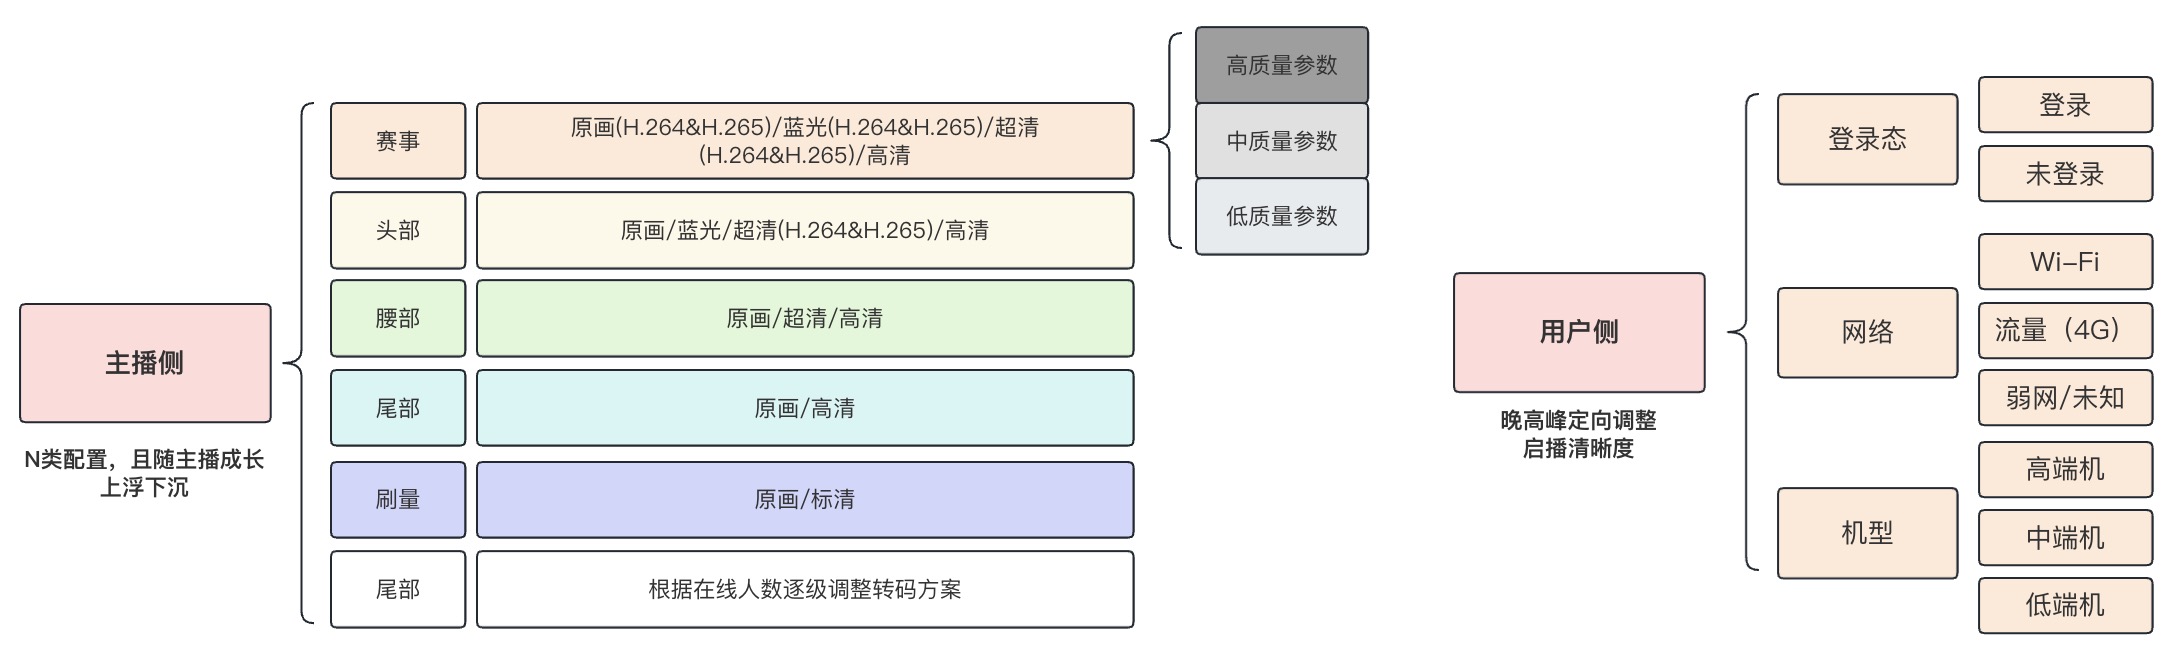 主播侧
N类配置，且随主播成长
上浮下沉
赛事
原画(H.264&H.265)/蓝光(H.264&H.265)/超清
(H.264&H.265)/高清
高质量参数
中质量参数
低质量参数
头部
原画/蓝光/超清(H.264&H.265)/高清
腰部
原画/超清/高清
尾部
原画/高清
刷量
原画/标清
尾部
根据在线人数逐级调整转码方案
用户侧
晚高峰定向调整
启播清晰度
登录态
登录
未登录
网络
Wi-Fi
流量（4G）
弱网/未知
机型
高端机
中端机
低端机